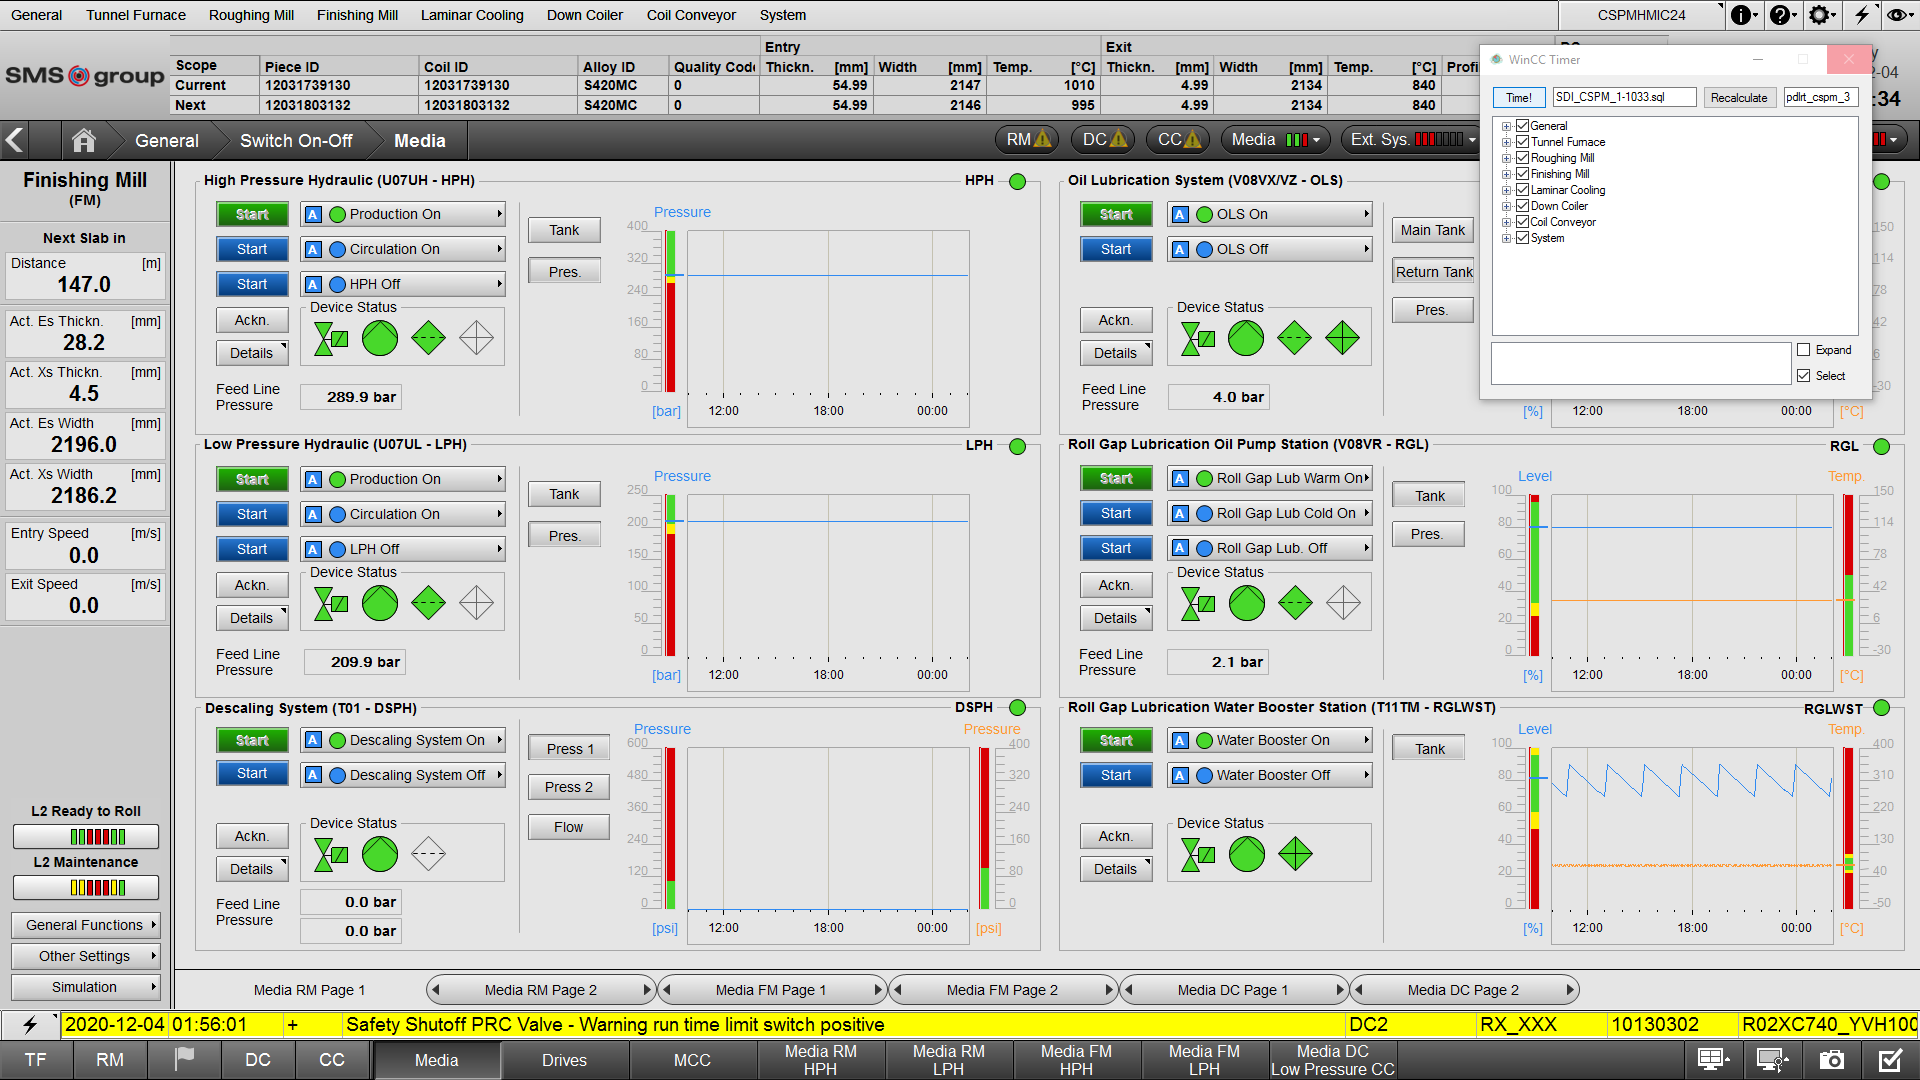 General Tunnel Furnace Roughing Mill Finishing Mill Laminar Cooling Down Coiler Coil Conveyor System CSPMHMIC24
SMS group
Entry Exit
Scope Piece ID Coil ID Alloy ID Quality Code Thickn. [mm] Width [mm] Temp. [°C] Thickn. [mm] Width [mm] Temp. [°C]
Current 12031739130 12031739130 S420MC 0 54.99 2147 1010 4.99 2134 840
Next 12031803132 12031803132 S420MC 0 54.99 2146 995 4.99 2134 840
General Switch On-Off Media RM DC CC Media Ext. Sys.
WinCC Timer
Time! SDI_CSPM_1-1033.sql Recalculate pdlrt_cspm_3
General
Tunnel Furnace
Roughing Mill
Finishing Mill
Laminar Cooling
Down Coiler
Coil Conveyor
System
Expand
Select
-04
:34
Finishing Mill
(FM)
Next Slab in
Distance [m]
147.0
Act. Es Thickn. [mm]
28.2
Act. Xs Thickn. [mm]
4.5
Act. Es Width [mm]
2196.0
Act. Xs Width [mm]
2186.2
Entry Speed [m/s]
0.0
Exit Speed [m/s]
0.0
L2 Ready to Roll
L2 Maintenance
General Functions
Other Settings
Simulation
High Pressure Hydraulic (U07UH - HPH) HPH
Start A Production On
Start A Circulation On
Start A HPH Off
Ackn.
Details
Device Status
Feed Line
Pressure
289.9 bar
Tank
Pres.
Pressure
400
320
240
160
80
0
[bar] 12:00 18:00 00:00
Oil Lubrication System (V08VX/VZ - OLS)
Start A OLS On
Start A OLS Off
Ackn.
Details
Device Status
Feed Line
Pressure
4.0 bar
Main Tank
Return Tank
Pres.
150
114
78
42
6
-30
[%] 12:00 18:00 00:00 [°C]
Low Pressure Hydraulic (U07UL - LPH) LPH
Start A Production On
Start A Circulation On
Start A LPH Off
Ackn.
Details
Device Status
Feed Line
Pressure
209.9 bar
Tank
Pres.
Pressure
250
200
150
100
50
0
[bar] 12:00 18:00 00:00
Roll Gap Lubrication Oil Pump Station (V08VR - RGL) RGL
Start A Roll Gap Lub Warm On
Start A Roll Gap Lub Cold On
Start A Roll Gap Lub. Off
Ackn.
Details
Device Status
Feed Line
Pressure
2.1 bar
Tank
Pres.
Level Temp.
100 150
80 114
60 78
40 42
20 6
0 -30
[%] 12:00 18:00 00:00 [°C]
Descaling System (T01 - DSPH) DSPH
Start A Descaling System On
Start A Descaling System Off
Ackn.
Details
Device Status
Feed Line
Pressure
0.0 bar
0.0 bar
Press 1
Press 2
Flow
Pressure Pressure
600 400
480 320
360 240
240 160
120 80
0 0
[psi] 12:00 18:00 00:00 [psi]
Roll Gap Lubrication Water Booster Station (T11TM - RGLWST) RGLWST
Start A Water Booster On
Start A Water Booster Off
Ackn.
Details
Device Status
Tank
Level Temp.
100 400
80 310
60 220
40 130
20 40
0 -50
[%] 12:00 18:00 00:00 [°C]
Media RM Page 1 Media RM Page 2 Media FM Page 1 Media FM Page 2 Media DC Page 1 Media DC Page 2
2020-12-04 01:56:01 + Safety Shutoff PRC Valve - Warning run time limit switch positive DC2 RX_XXX 10130302 R02XC740_YVH100
TF RM DC CC Media Drives MCC Media RM HPH Media RM LPH Media FM HPH Media FM LPH Media DC Low Pressure CC